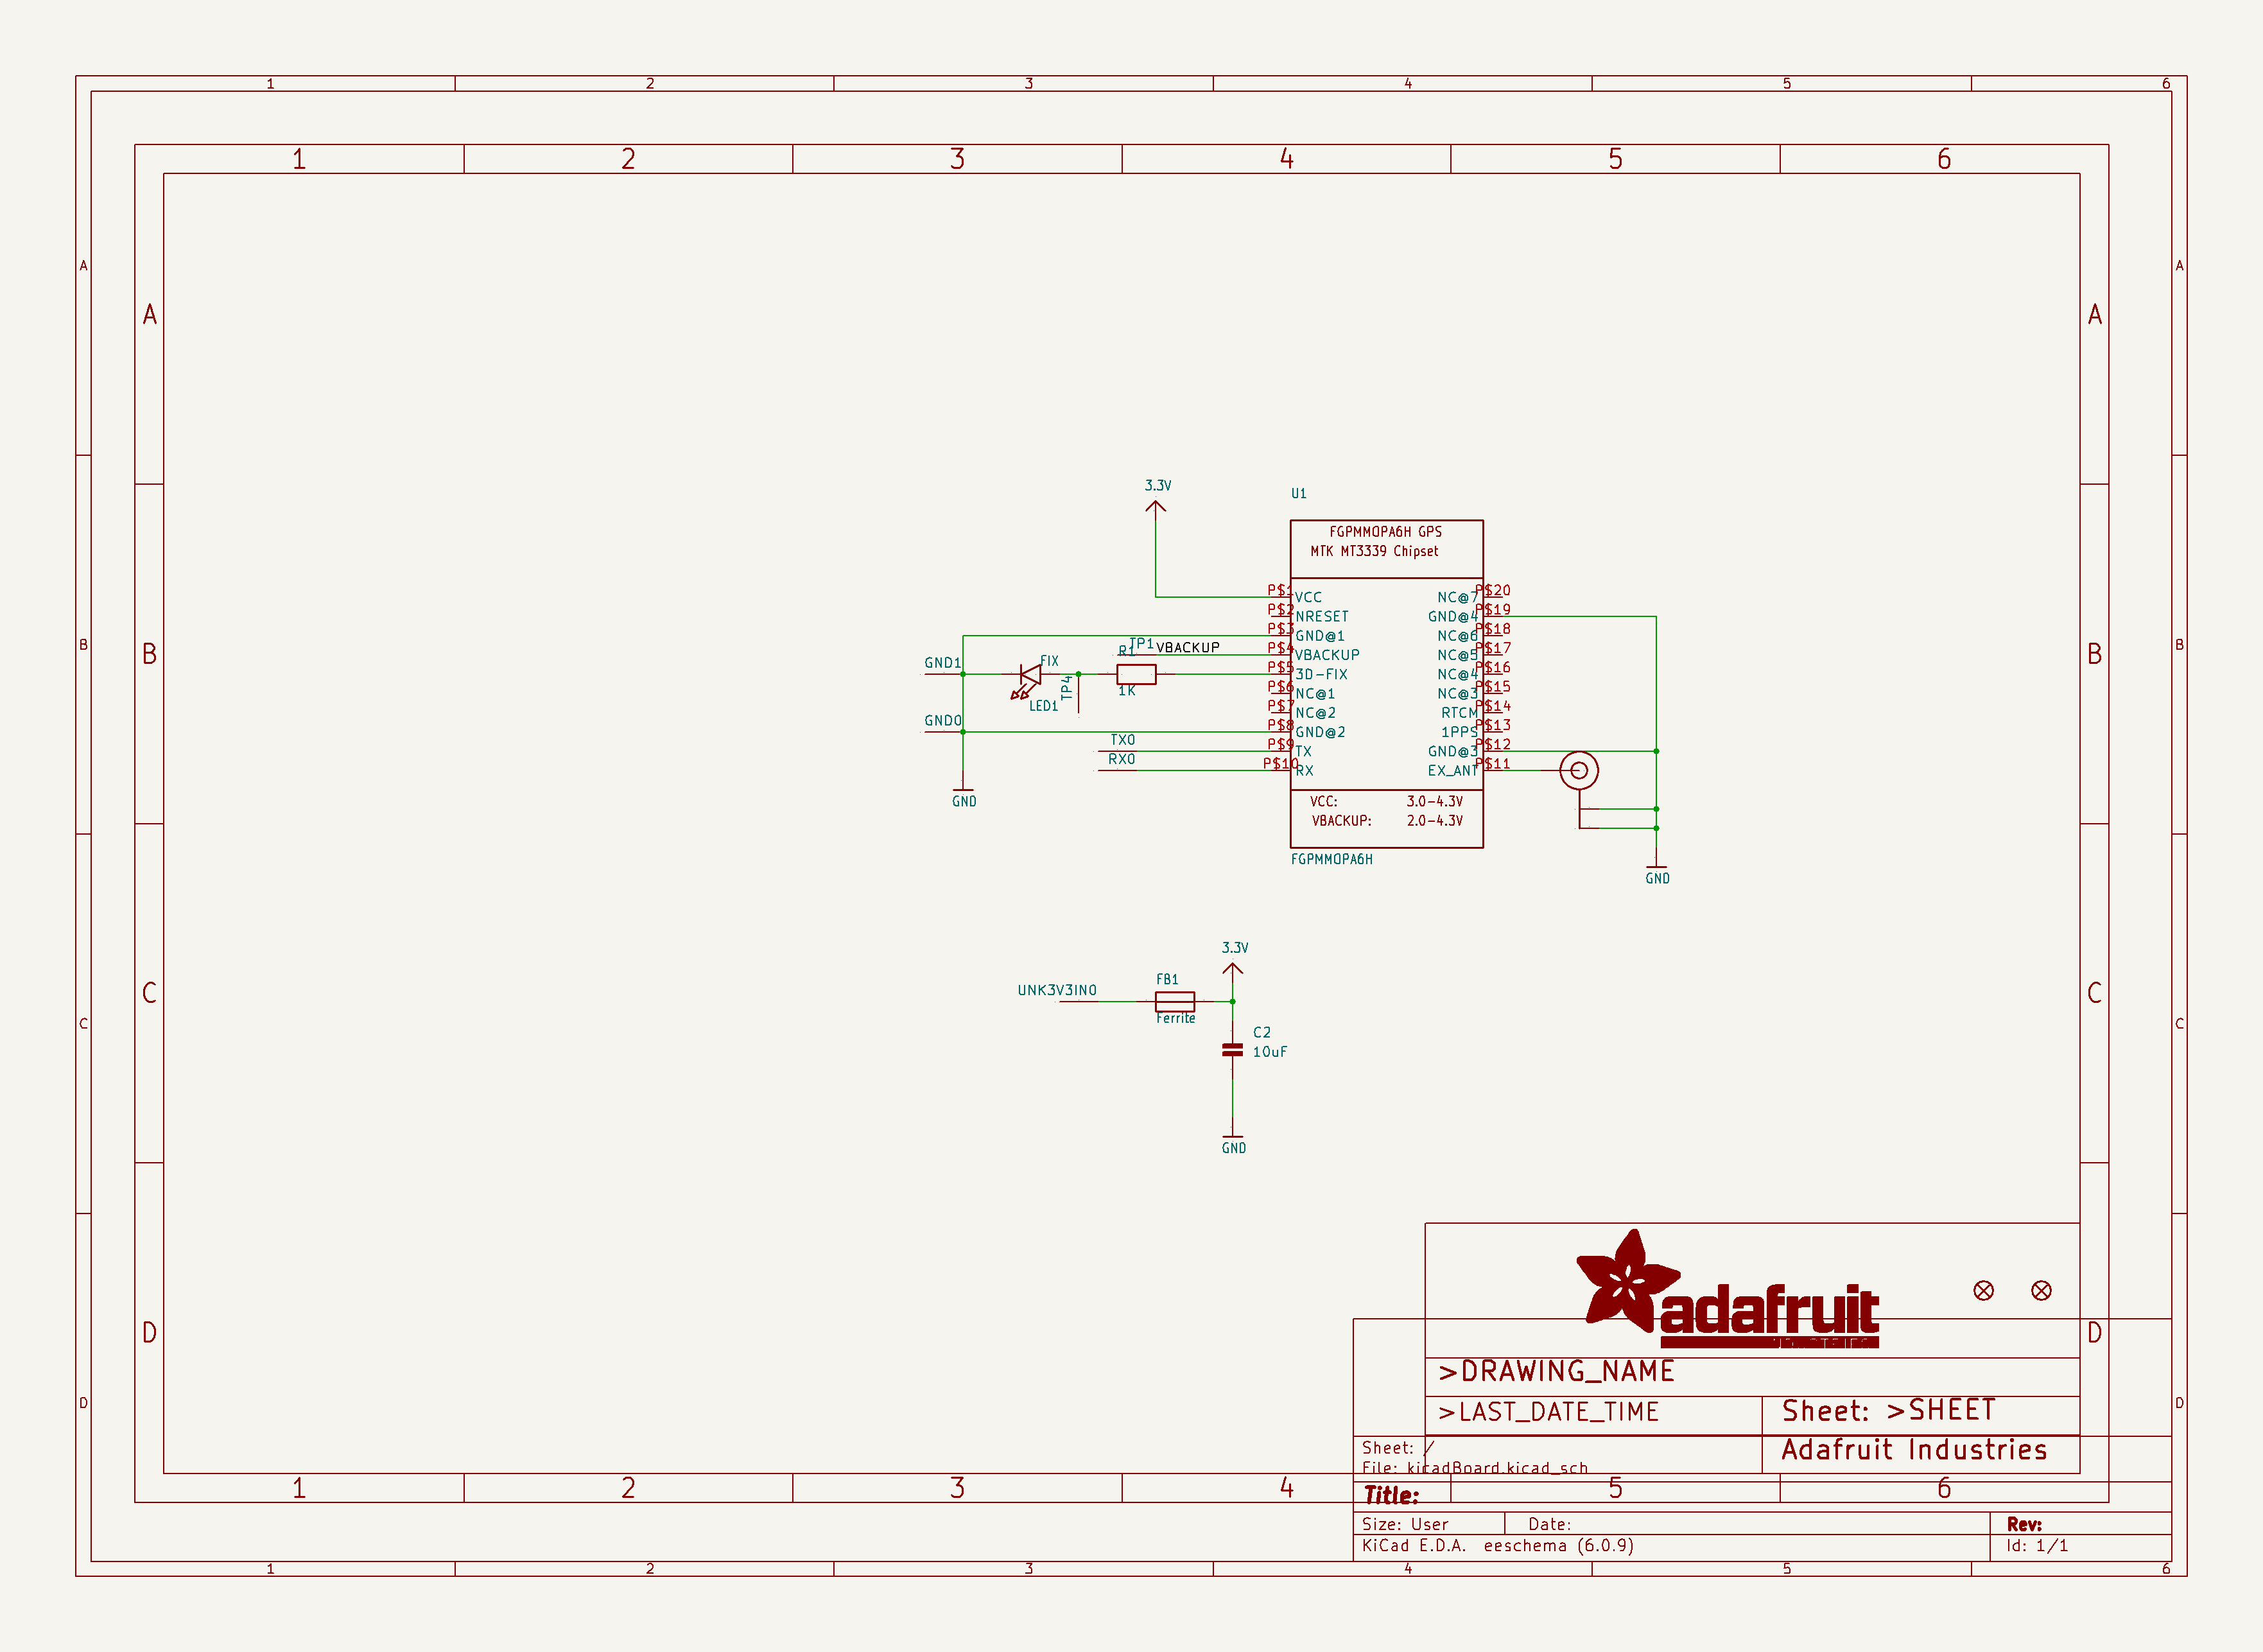 1 2 3 4 5 6
1 2 3 4 5 6
A A
A A
3.3V
U1
FGPMMOPA6H GPS
MTK MT3339 Chipset
P$1 VCC NC@7 P$20
P$2 NRESET GND@4 P$19
P$3 GND@1 NC@6 P$18
B B
TP1 VBACKUP P$4 VBACKUP NC@5 P$17
B B
R1
GND1 FIX P$5 3D-FIX NC@4 P$16
TP4
1K P$6 NC@1 NC@3 P$15
LED1 P$7 NC@2 RTCM P$14
GND0 P$8 GND@2 1PPS P$13
TX0 P$9 TX GND@3 P$12
RX0 P$10 RX EX_ANT P$11
GND
VCC: 3.0-4.3V
VBACKUP: 2.0-4.3V
FGPMMOPA6H
GND
3.3V
FB1
UNK3V3IN0
C C
Ferrite
C C
C2
10uF
GND
adafruit
D D
>DRAWING_NAME
D D
>LAST_DATE_TIME Sheet: >SHEET
Sheet: /
Adafruit Industries
File: kicadBoard.kicad_sch
1 2 3 4 5 6
Title:
Size: User Date: Rev:
KiCad E.D.A. eeschema (6.0.9) Id: 1/1
1 2 3 4 5 6